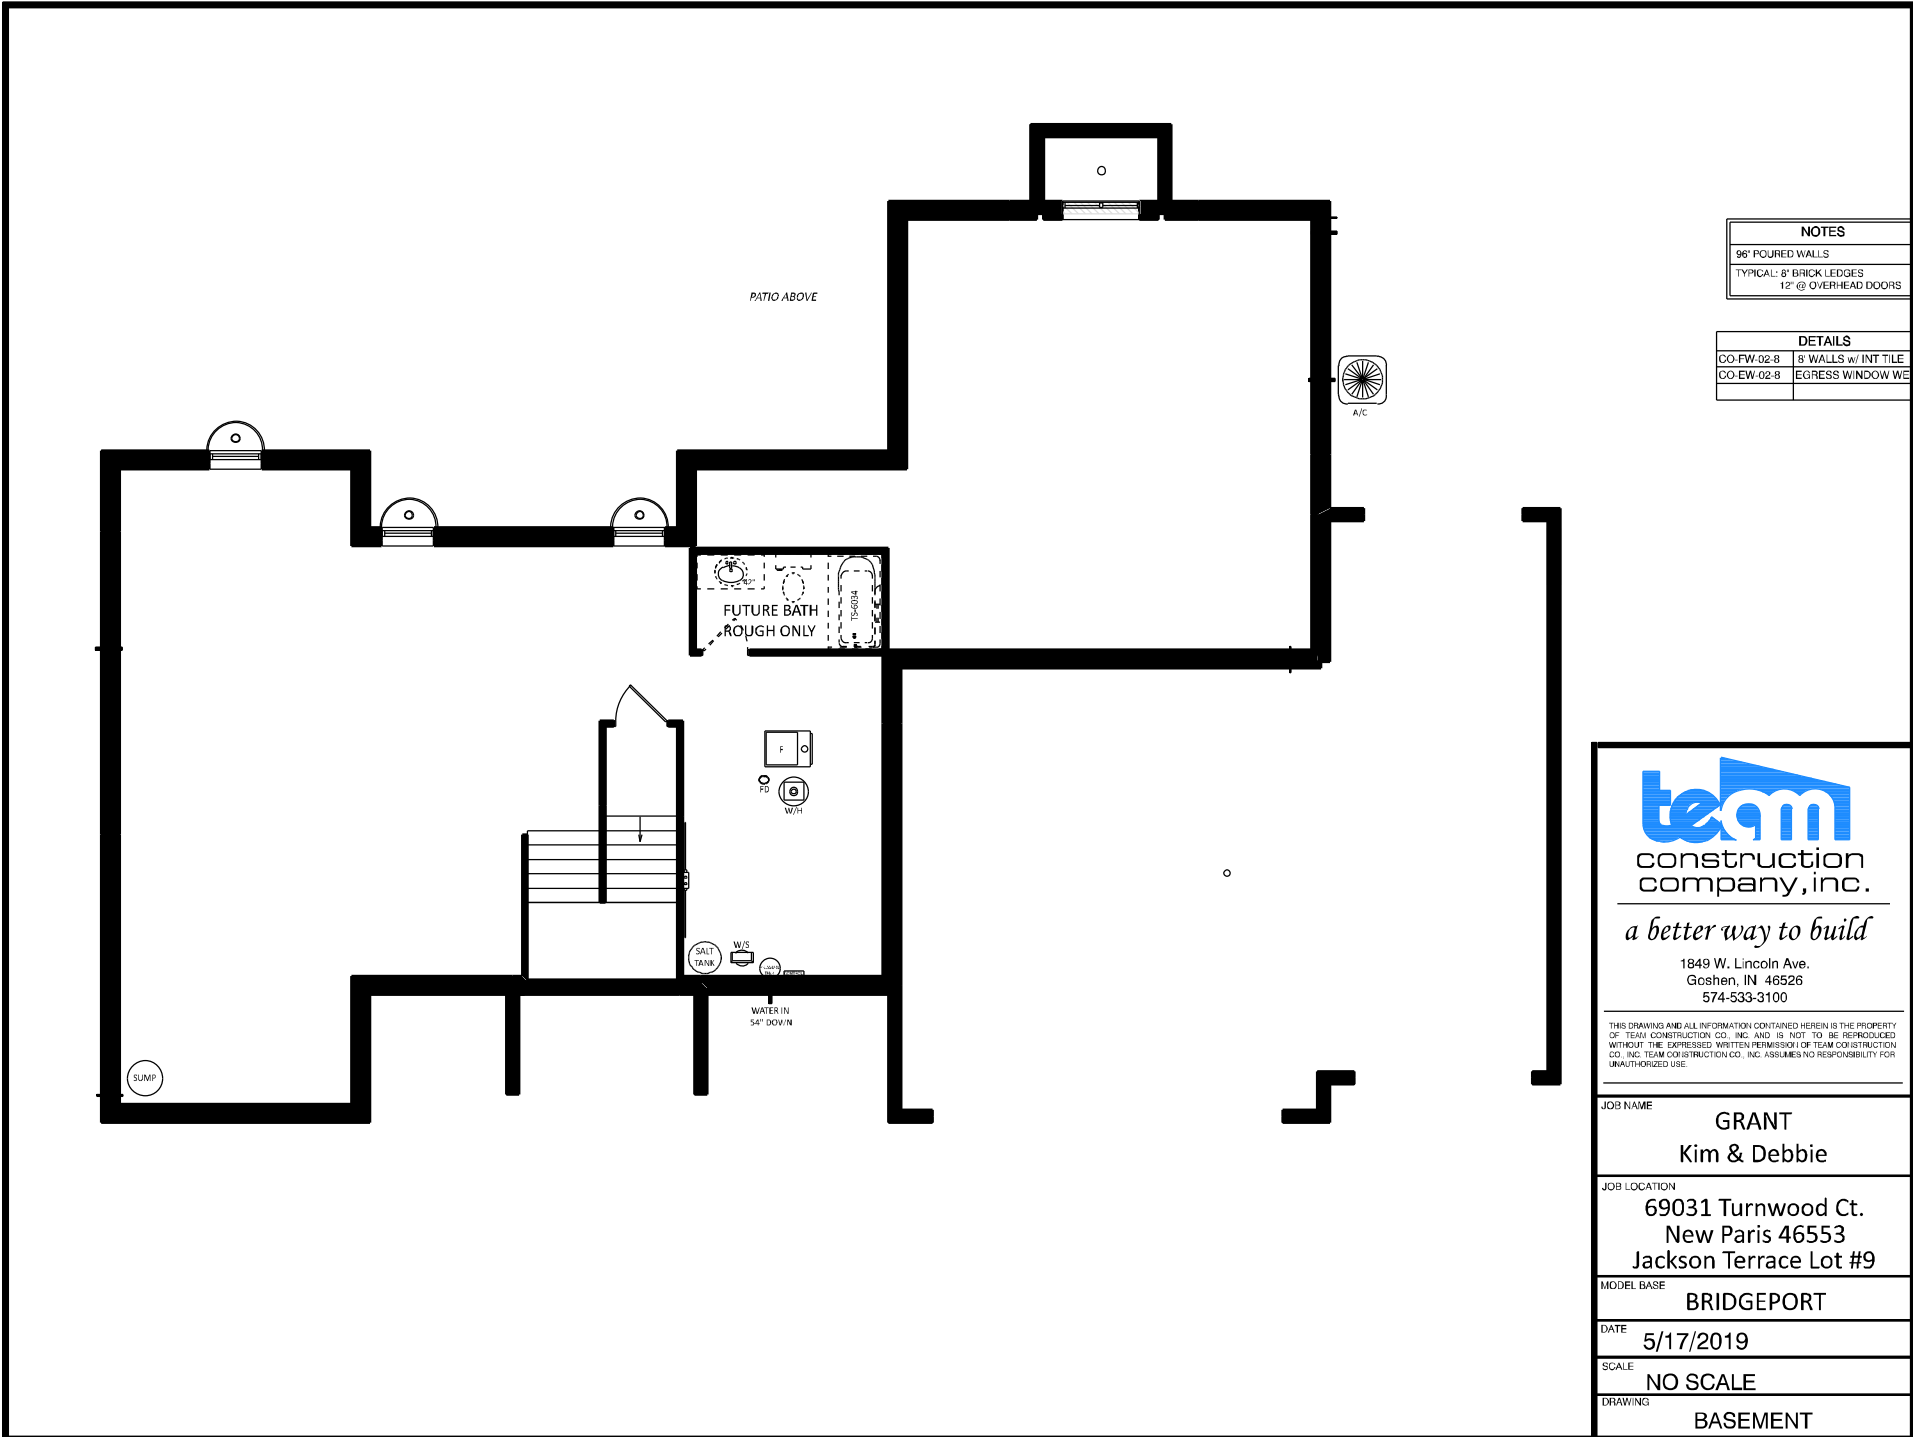 NOTES
96" POURED WALLS
TYPICAL: 8" BRICK LEDGES
12" @ OVERHEAD DOORS
PATIO ABOVE
DETAILS
CO-FW-02-8 8' WALLS w/ INT TILE
CO-EW-02-8 EGRESS WINDOW WE
A/C
42"
TS-6034
FUTURE BATH
ROUGH ONLY
F
FD
W/H
SALT
TANK
W/S
WATER IN
54" DOWN
SUMP
team
construction
company,inc.
a better way to build
1849 W. Lincoln Ave.
Goshen, IN 46526
574-533-3100
THIS DRAWING AND ALL INFORMATION CONTAINED HEREIN IS THE PROPERTY
OF TEAM CONSTRUCTION CO., INC. AND IS NOT TO BE REPRODUCED
WITHOUT THE EXPRESSED WRITTEN PERMISSION OF TEAM CONSTRUCTION
CO., INC. TEAM CONSTRUCTION CO., INC. ASSUMES NO RESPONSIBILITY FOR
UNAUTHORIZED USE.
JOB NAME
GRANT
Kim & Debbie
JOB LOCATION
69031 Turnwood Ct.
New Paris 46553
Jackson Terrace Lot #9
MODEL BASE
BRIDGEPORT
DATE
5/17/2019
SCALE
NO SCALE
DRAWING
BASEMENT